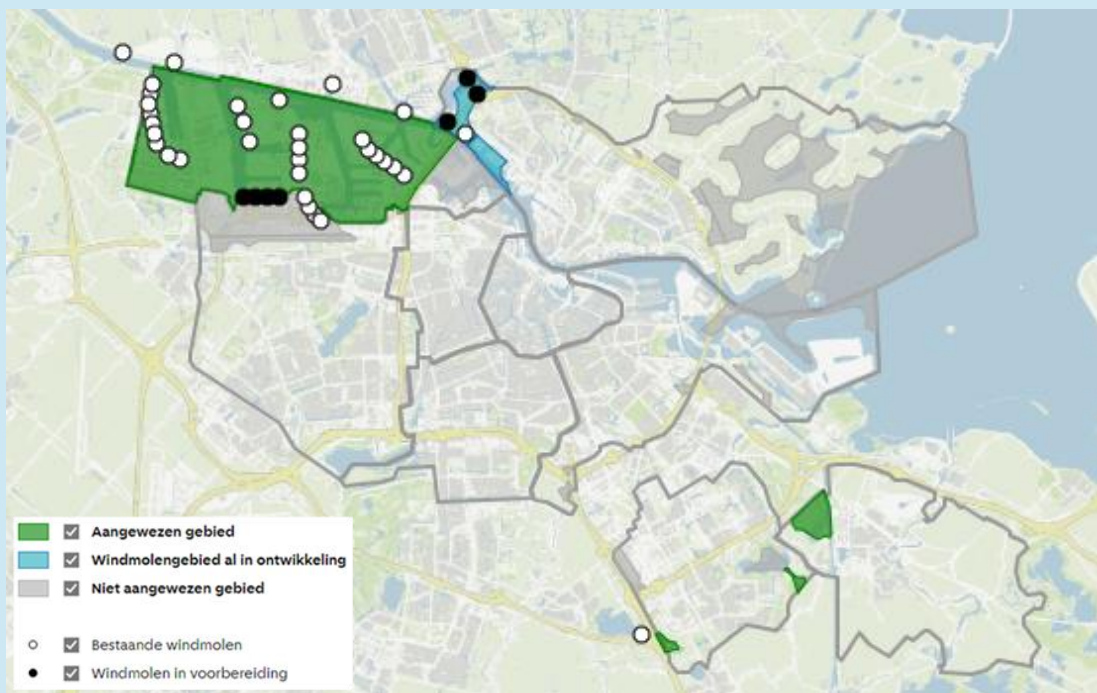 Aangewezen gebied
Windmolengebied al in ontwikkeling
Niet aangewezen gebied
Bestaande windmolen
Windmolen in voorbereiding